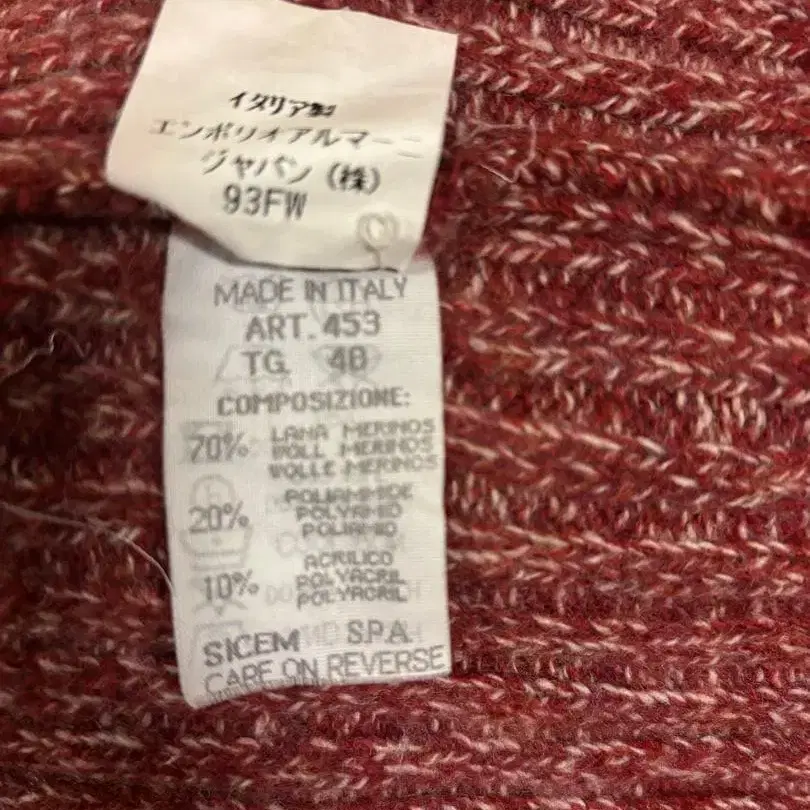 イタリア製
エンポリオアルマーニ
ジャパン（株）
93FW
MADE IN ITALY
ART. 453
TG. 48
COMPOSIZIONE:
70% LANA MERINOS
WOLL MERINOS
WOLLE MERINOS
20% POLIAMMIDE
POLYAMID
POLIAMID
10% ACRILICO
POLYACRIL
POLYACRIL
SICEM S.P.A.
CARE ON REVERSE